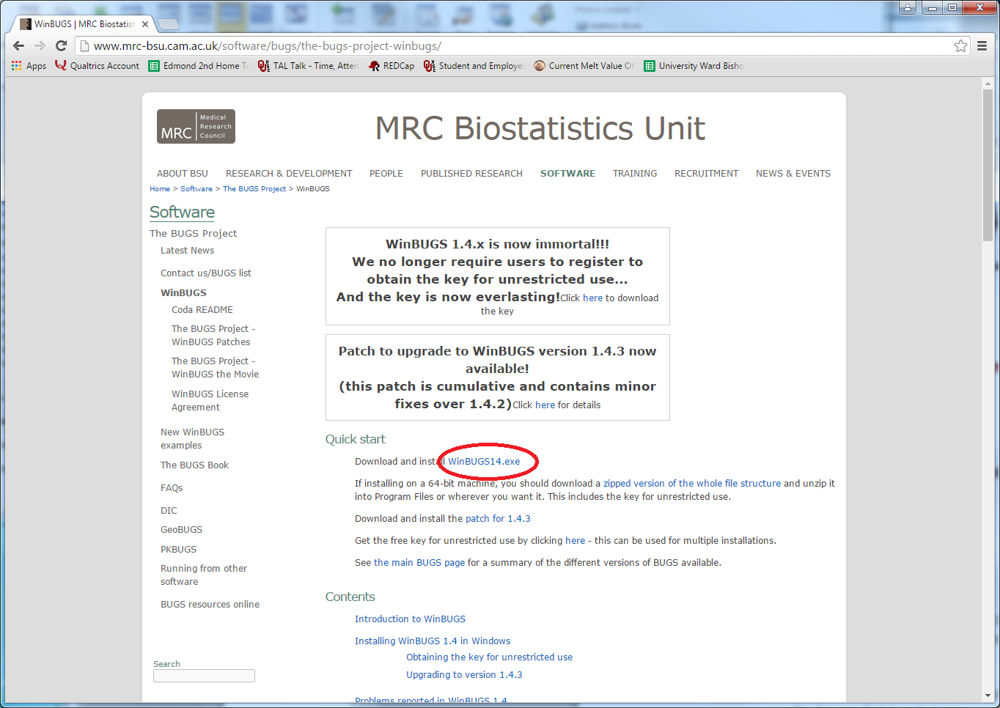 WinBUGS | MRC Biostatist
www.mrc-bsu.cam.ac.uk/software/bugs/the-bugs-project-winbugs/
Apps Qualtrics Account Edmond 2nd Home TAL Talk - Time, Atten REDCap Student and Employe Current Melt Value Of University Ward Bisho
MRC Medical Research Council
MRC Biostatistics Unit
ABOUT BSU RESEARCH & DEVELOPMENT PEOPLE PUBLISHED RESEARCH SOFTWARE TRAINING RECRUITMENT NEWS & EVENTS
Home > Software > The BUGS Project > WinBUGS
Software
The BUGS Project
Latest News
Contact us/BUGS list
WinBUGS
Coda README
The BUGS Project -
WinBUGS Patches
The BUGS Project -
WinBUGS the Movie
WinBUGS License
Agreement
New WinBUGS
examples
The BUGS Book
FAQs
DIC
GeoBUGS
PKBUGS
Running from other
software
BUGS resources online
Search
WinBUGS 1.4.x is now immortal!!!
We no longer require users to register to
obtain the key for unrestricted use...
And the key is now everlasting!Click here to download
the key
Patch to upgrade to WinBUGS version 1.4.3 now
available!
(this patch is cumulative and contains minor
fixes over 1.4.2)Click here for details
Quick start
Download and install WinBUGS14.exe
If installing on a 64-bit machine, you should download a zipped version of the whole file structure and unzip it
into Program Files or wherever you want it. This includes the key for unrestricted use.
Download and install the patch for 1.4.3
Get the free key for unrestricted use by clicking here - this can be used for multiple installations.
See the main BUGS page for a summary of the different versions of BUGS available.
Contents
Introduction to WinBUGS
Installing WinBUGS 1.4 in Windows
Obtaining the key for unrestricted use
Upgrading to version 1.4.3
Problems reported in WinBUGS 1.4